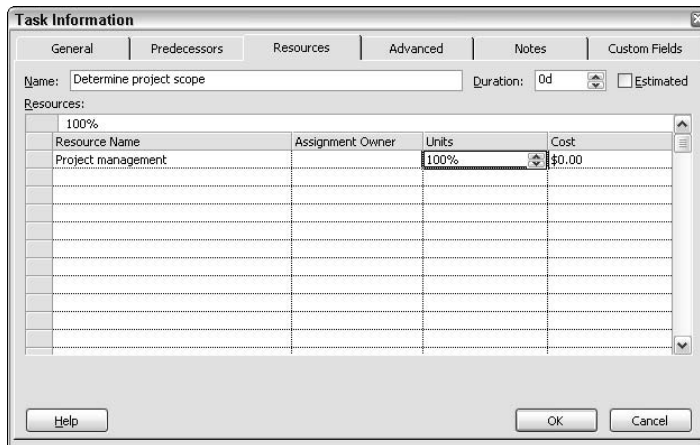 Task Information
General Predecessors Resources Advanced Notes Custom Fields
Name: Determine project scope Duration: 0d Estimated
Resources:
100%
Resource Name Assignment Owner Units Cost
Project management 100% $0.00
Help OK Cancel